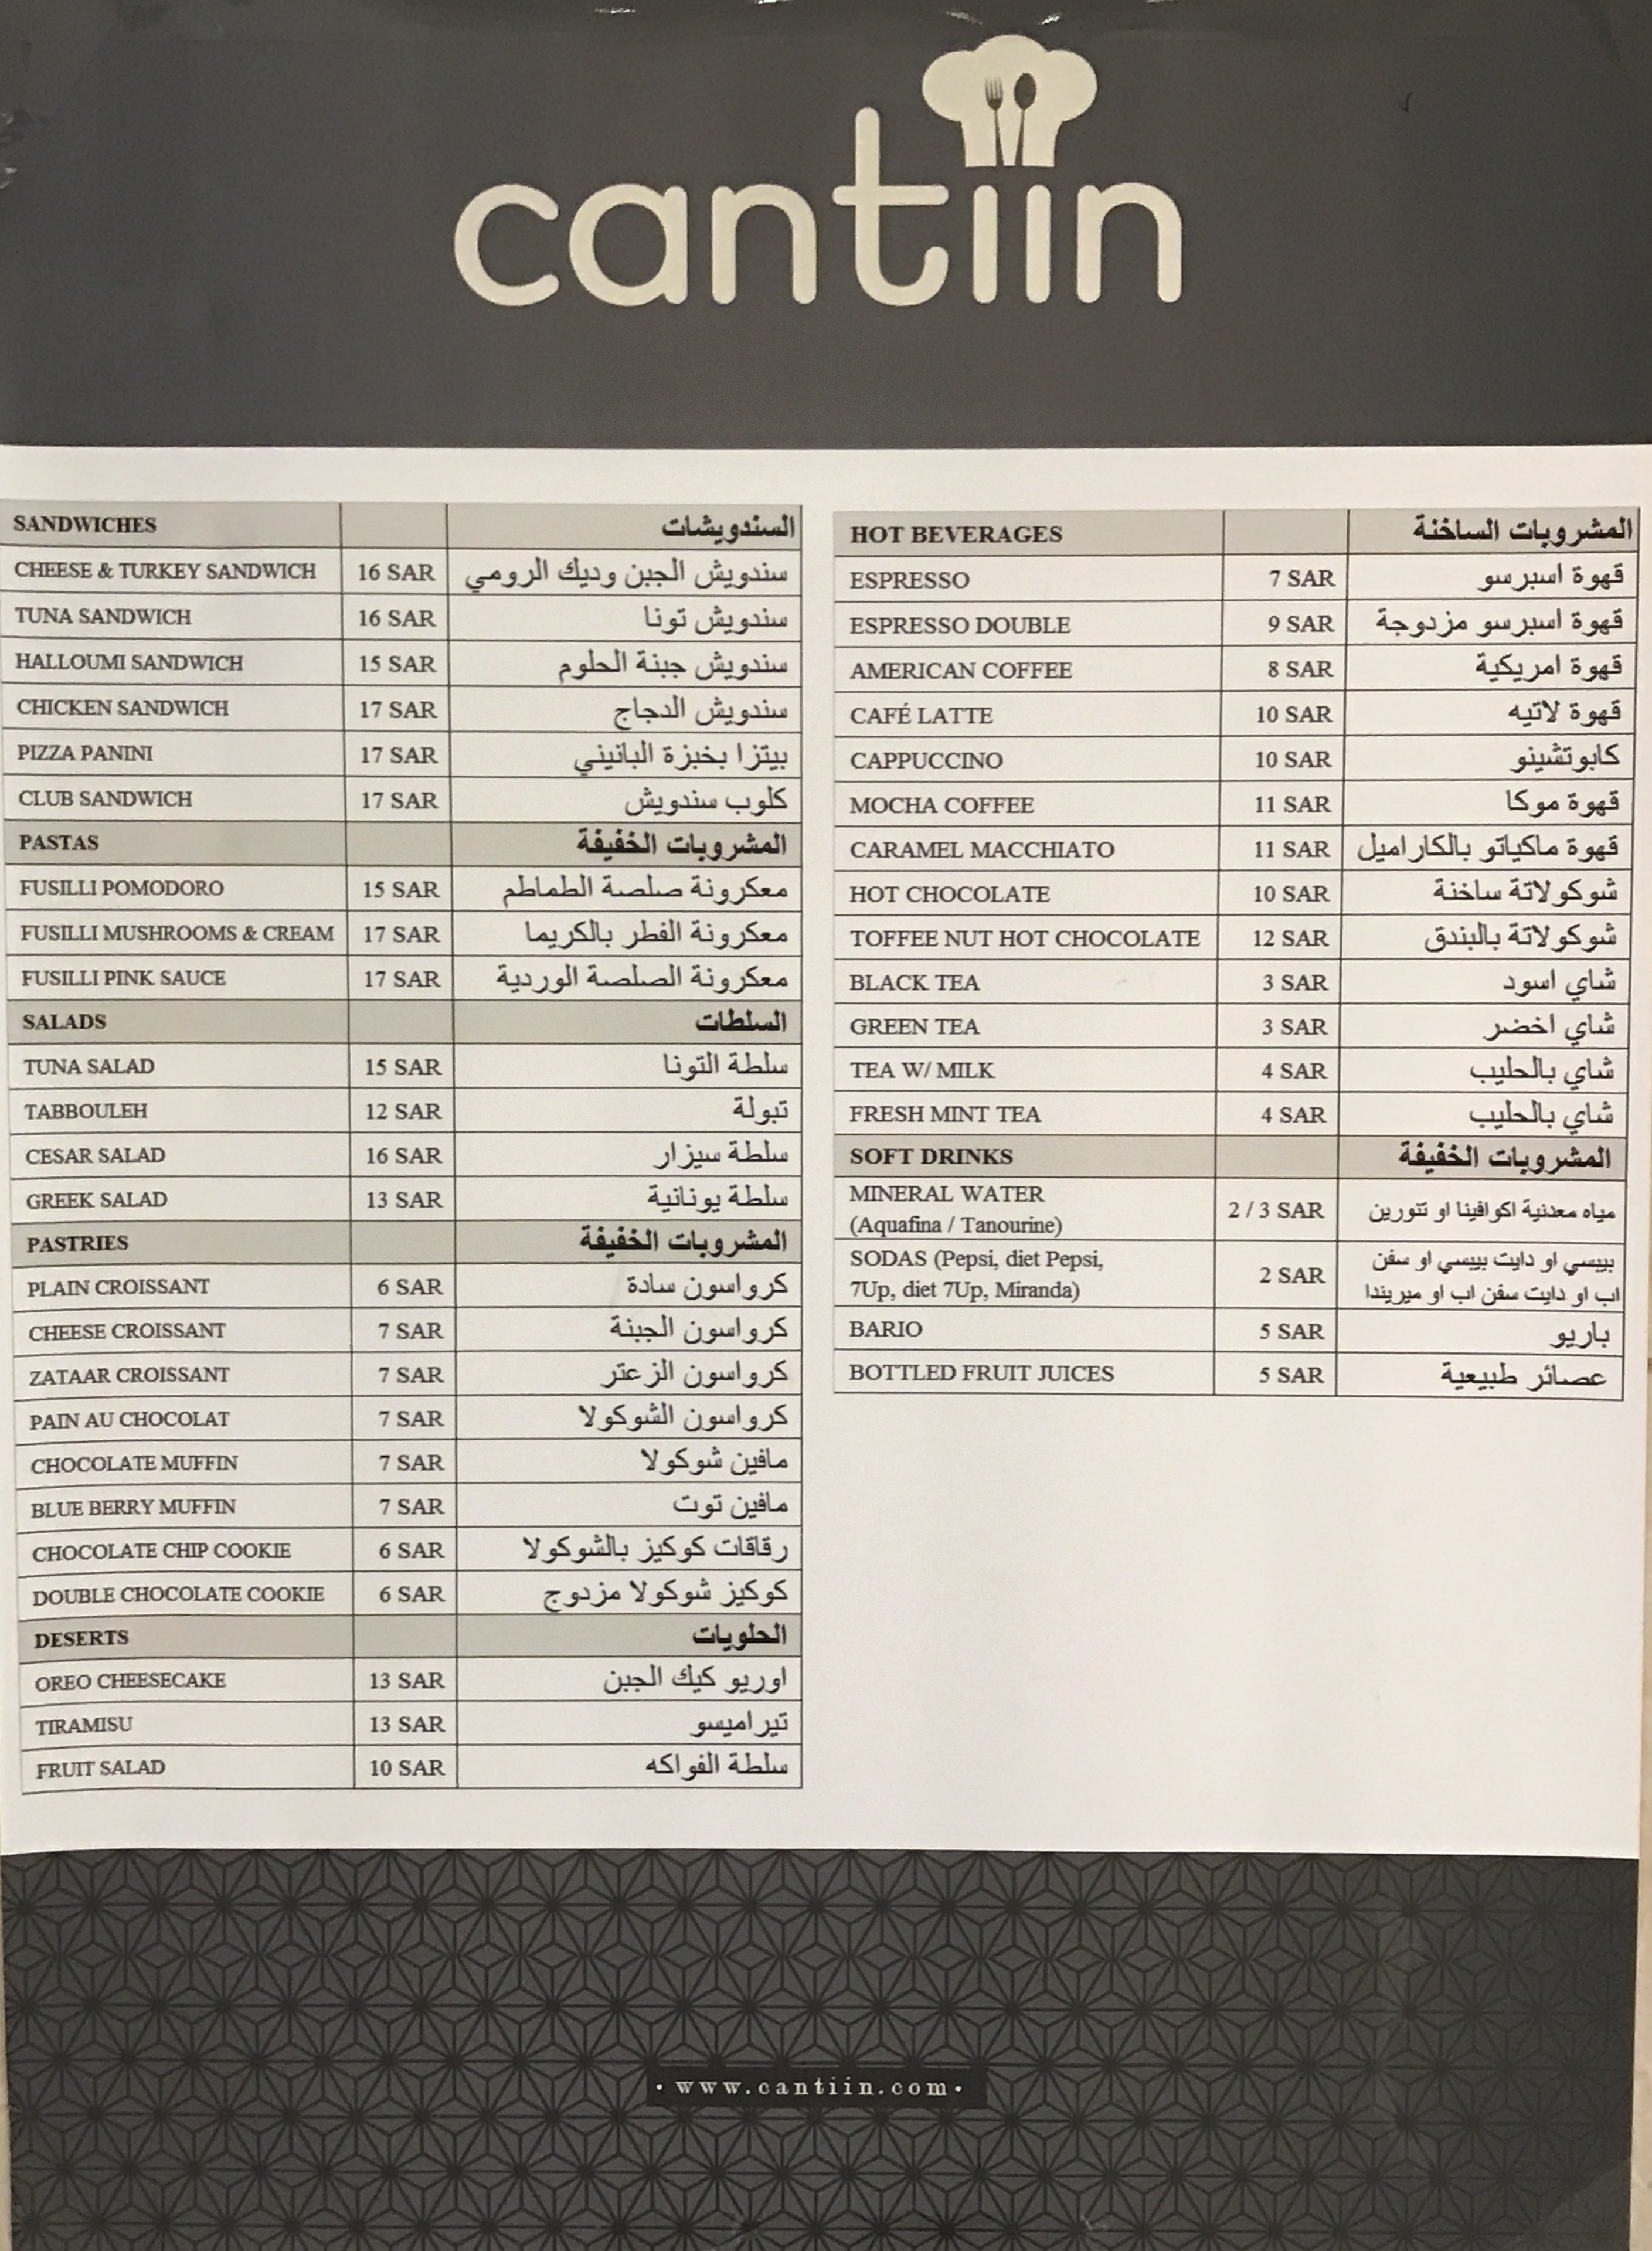 cantiin
SANDWICHES السندويشات
CHEESE & TURKEY SANDWICH 16 SAR سندويش الجبن وديك الرومي
TUNA SANDWICH 16 SAR سندويش تونا
HALLOUMI SANDWICH 15 SAR سندويش جبنة الحلوم
CHICKEN SANDWICH 17 SAR سندويش الدجاج
PIZZA PANINI 17 SAR بيتزا بخبزة البانيني
CLUB SANDWICH 17 SAR كلوب سندويش
PASTAS المشروبات الخفيفة
FUSILLI POMODORO 15 SAR معكرونة صلصة الطماطم
FUSILLI MUSHROOMS & CREAM 17 SAR معكرونة الفطر بالكريما
FUSILLI PINK SAUCE 17 SAR معكرونة الصلصة الوردية
SALADS السلطات
TUNA SALAD 15 SAR سلطة التونا
TABBOULEH 12 SAR تبولة
CESAR SALAD 16 SAR سلطة سيزار
GREEK SALAD 13 SAR سلطة يونانية
PASTRIES المشروبات الخفيفة
PLAIN CROISSANT 6 SAR كرواسون سادة
CHEESE CROISSANT 7 SAR كرواسون الجبنة
ZATAAR CROISSANT 7 SAR كرواسون الزعتر
PAIN AU CHOCOLAT 7 SAR كرواسون الشوكولا
CHOCOLATE MUFFIN 7 SAR مافين شوكولا
BLUE BERRY MUFFIN 7 SAR مافين توت
CHOCOLATE CHIP COOKIE 6 SAR رقاقات كوكيز بالشوكولا
DOUBLE CHOCOLATE COOKIE 6 SAR كوكيز شوكولا مزدوج
DESERTS الحلويات
OREO CHEESECAKE 13 SAR اوريو كيك الجبن
TIRAMISU 13 SAR تيراميسو
FRUIT SALAD 10 SAR سلطة الفواكه
HOT BEVERAGES المشروبات الساخنة
ESPRESSO 7 SAR قهوة اسبرسو
ESPRESSO DOUBLE 9 SAR قهوة اسبرسو مزدوجة
AMERICAN COFFEE 8 SAR قهوة امريكية
CAFÉ LATTE 10 SAR قهوة لاتيه
CAPPUCCINO 10 SAR كابوتشينو
MOCHA COFFEE 11 SAR قهوة موكا
CARAMEL MACCHIATO 11 SAR قهوة ماكياتو بالكاراميل
HOT CHOCOLATE 10 SAR شوكولاتة ساخنة
TOFFEE NUT HOT CHOCOLATE 12 SAR شوكولاتة بالبندق
BLACK TEA 3 SAR شاي اسود
GREEN TEA 3 SAR شاي اخضر
TEA W/ MILK 4 SAR شاي بالحليب
FRESH MINT TEA 4 SAR شاي بالحليب
SOFT DRINKS المشروبات الخفيفة
MINERAL WATER
(Aquafina / Tanourine) 2 / 3 SAR مياه معدنية اكوافينا او تنورين
SODAS (Pepsi, diet Pepsi, بيبسي او دايت بيبسي او سفن
7Up, diet 7Up, Miranda) 2 SAR اب او دايت سفن اب او ميريندا
BARIO 5 SAR باريو
BOTTLED FRUIT JUICES 5 SAR عصائر طبيعية
· www.cantiin.com ·